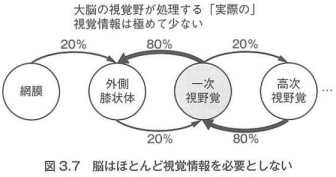 大脳の視覚野が処理する「実際の」
視覚情報は極めて少ない
20%
80%
20%
網膜
外側
膝状体
一次
視野覚
高次
視野覚
…
20%
80%
図 3.7 脳はほとんど視覚情報を必要としない